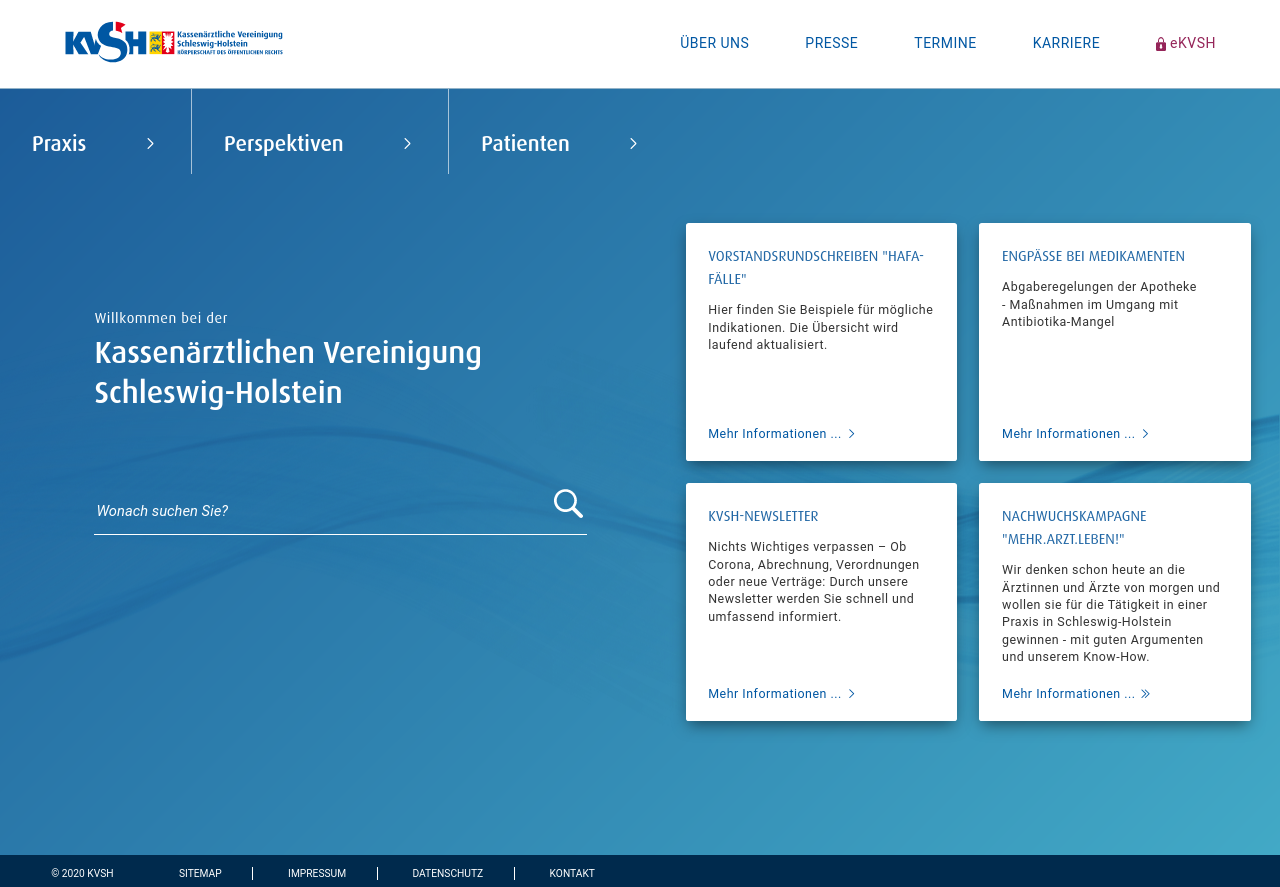 KVSH
Kassenärztliche Vereinigung
Schleswig-Holstein
KÖRPERSCHAFT DES ÖFFENTLICHEN RECHTS
ÜBER UNS
PRESSE
TERMINE
KARRIERE
eKVSH
Praxis
Perspektiven
Patienten
Willkommen bei der
Kassenärztlichen Vereinigung
Schleswig-Holstein
Wonach suchen Sie?
VORSTANDSRUNDSCHREIBEN "HAFA-
FÄLLE"
Hier finden Sie Beispiele für mögliche
Indikationen. Die Übersicht wird
laufend aktualisiert.
Mehr Informationen ...
ENGPÄSSE BEI MEDIKAMENTEN
Abgaberegelungen der Apotheke
- Maßnahmen im Umgang mit
Antibiotika-Mangel
Mehr Informationen ...
KVSH-NEWSLETTER
Nichts Wichtiges verpassen – Ob
Corona, Abrechnung, Verordnungen
oder neue Verträge: Durch unsere
Newsletter werden Sie schnell und
umfassend informiert.
Mehr Informationen ...
NACHWUCHSKAMPAGNE
"MEHR.ARZT.LEBEN!"
Wir denken schon heute an die
Ärztinnen und Ärzte von morgen und
wollen sie für die Tätigkeit in einer
Praxis in Schleswig-Holstein
gewinnen - mit guten Argumenten
und unserem Know-How.
Mehr Informationen ...
© 2020 KVSH
SITEMAP
IMPRESSUM
DATENSCHUTZ
KONTAKT